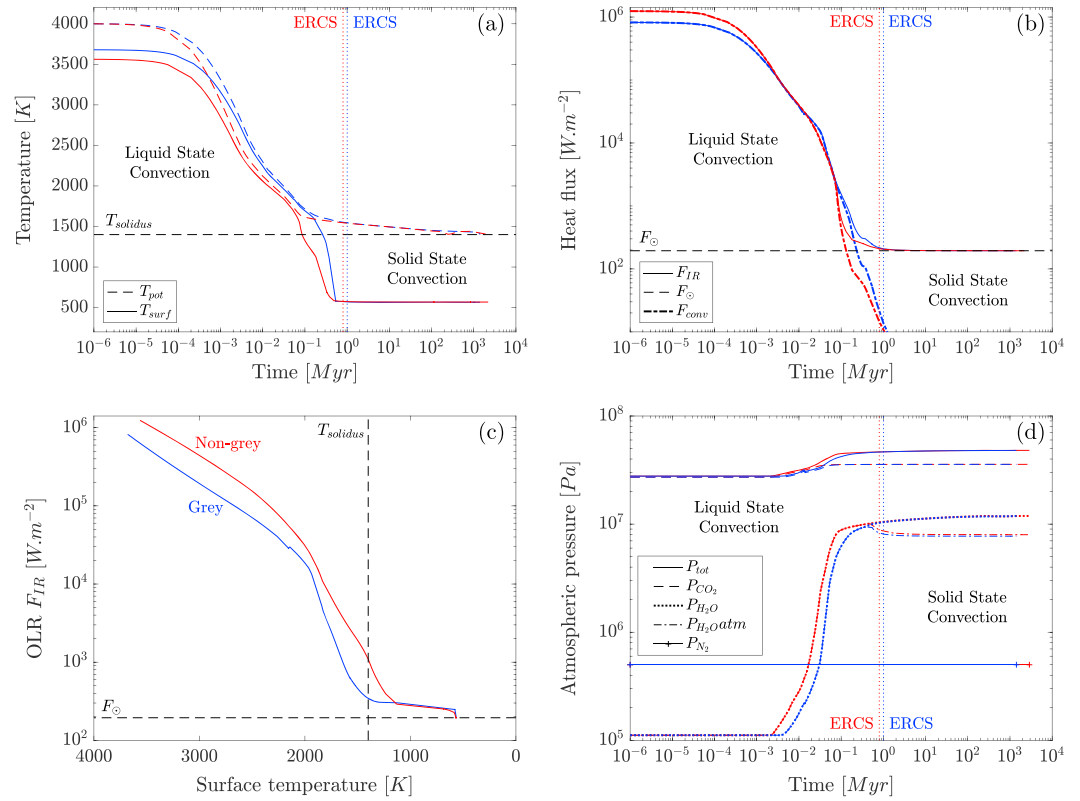 ERCS ERCS
(a)
4000
3500
3000
2500
2000
1500
1000
500
Temperature [K]
Liquid State
Convection
T_solidus
Solid State
Convection
T_pot
T_surf
10^−6 10^−5 10^−4 10^−3 10^−2 10^−1 10^0 10^1 10^2 10^3 10^4
Time [Myr]
ERCS ERCS
(b)
10^6
10^4
10^2
Heat flux [W.m^−2]
Liquid State
Convection
F_⊙
Solid State
Convection
F_IR
F_⊙
F_conv
10^−6 10^−5 10^−4 10^−3 10^−2 10^−1 10^0 10^1 10^2 10^3 10^4
Time [Myr]
(c)
10^6
10^5
10^4
10^3
10^2
OLR F_IR [W.m^−2]
T_solidus
Non-grey
Grey
F_⊙
4000 3000 2000 1000 0
Surface temperature [K]
(d)
10^8
10^7
10^6
10^5
Atmospheric pressure [Pa]
Liquid State
Convection
P_tot
P_CO_2
P_H_2O
P_H_2Oatm
P_N_2
Solid State
Convection
ERCS ERCS
10^−6 10^−5 10^−4 10^−3 10^−2 10^−1 10^0 10^1 10^2 10^3 10^4
Time [Myr]